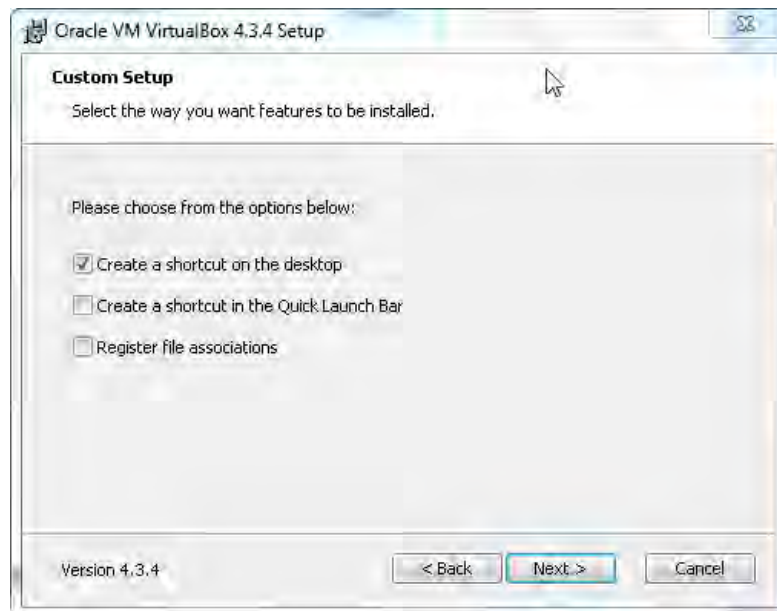 Oracle VM VirtualBox 4.3.4 Setup
Custom Setup
Select the way you want features to be installed.
Please choose from the options below:
Create a shortcut on the desktop
Create a shortcut in the Quick Launch Bar
Register file associations
Version 4.3.4
< Back
Next >
Cancel